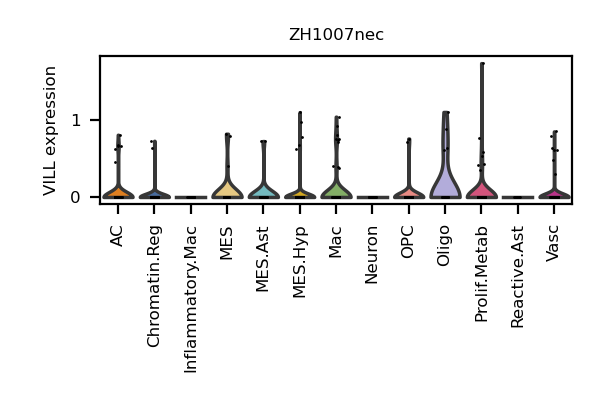 ZH1007nec
VILL expression
1
0
AC
Chromatin.Reg
Inflammatory.Mac
MES
MES.Ast
MES.Hyp
Mac
Neuron
OPC
Oligo
Prolif.Metab
Reactive.Ast
Vasc